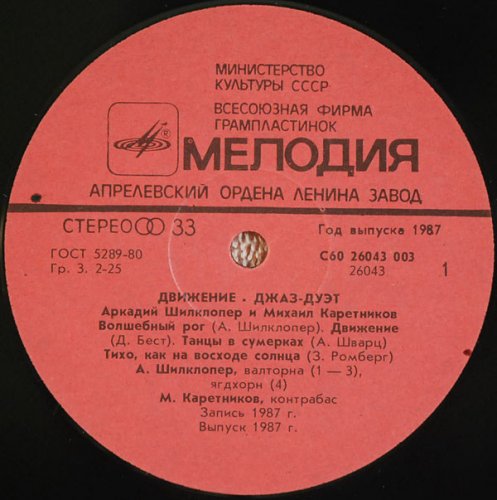 МИНИСТЕРСТВО
КУЛЬТУРЫ СССР
ВСЕСОЮЗНАЯ ФИРМА
ГРАМПЛАСТИНОК
® МЕЛОДИЯ
АПРЕЛЕВСКИЙ ОРДЕНА ЛЕНИНА ЗАВОД
СТЕРЕО 33
Год выпуска 1987
ГОСТ 5289-80
С60 26043 003
Гр. 3. 2-25
26043
1
ДВИЖЕНИЕ . ДЖАЗ-ДУЭТ
Аркадий Шилклопер и Михаил Каретников
Волшебный рог (А. Шилклопер). Движение
(Д. Бест). Танцы в сумерках (А. Шварц)
Тихо, как на восходе солнца (З. Ромберг)
А. Шилклопер, валторна (1—3),
ягдхорн (4)
М. Каретников, контрабас
Запись 1987 г.
Выпуск 1987 г.